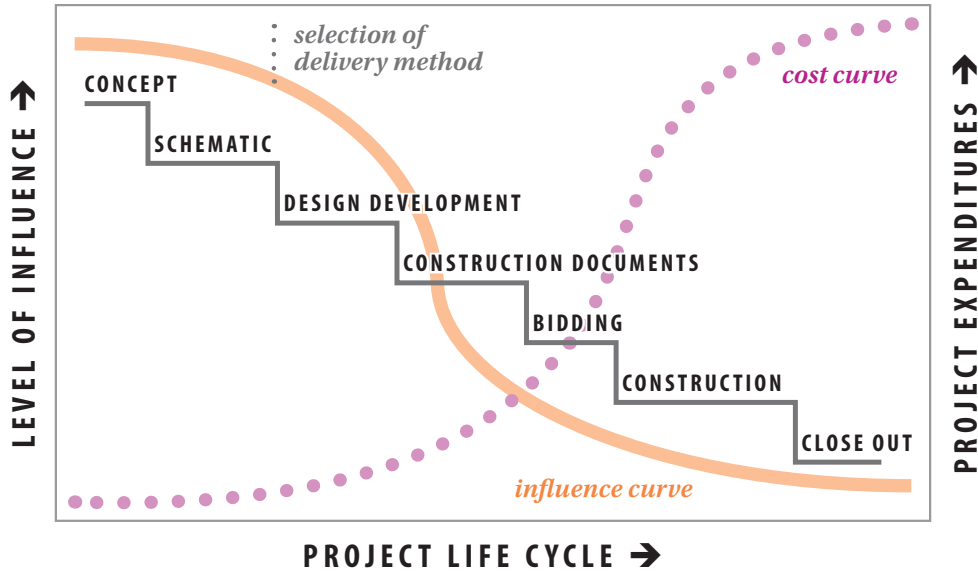 selection of
delivery method
cost curve
CONCEPT
SCHEMATIC
DESIGN DEVELOPMENT
CONSTRUCTION DOCUMENTS
BIDDING
CONSTRUCTION
CLOSE OUT
influence curve
LEVEL OF INFLUENCE →
PROJECT EXPENDITURES →
PROJECT LIFE CYCLE →